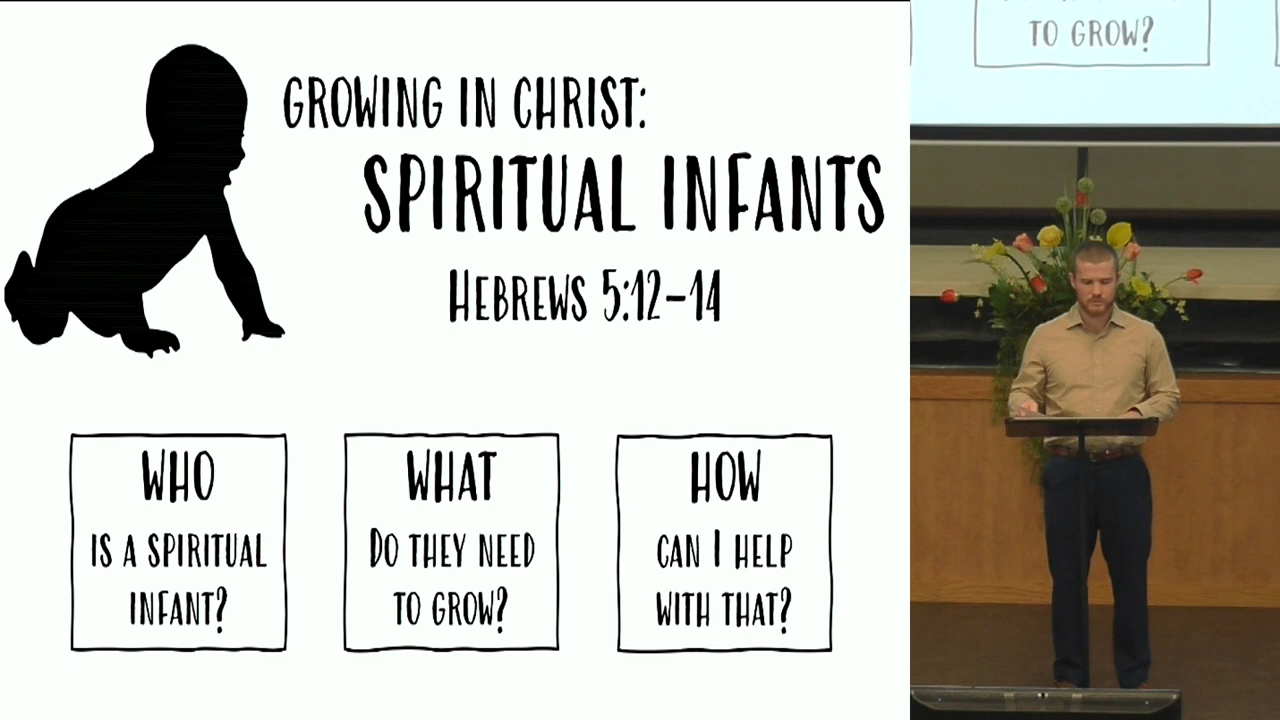 GROWING IN CHRIST:
SPIRITUAL INFANTS
HEBREWS 5:12-14
WHO
IS A SPIRITUAL
INFANT?
WHAT
DO THEY NEED
TO GROW?
HOW
CAN I HELP
WITH THAT?
TO GROW?